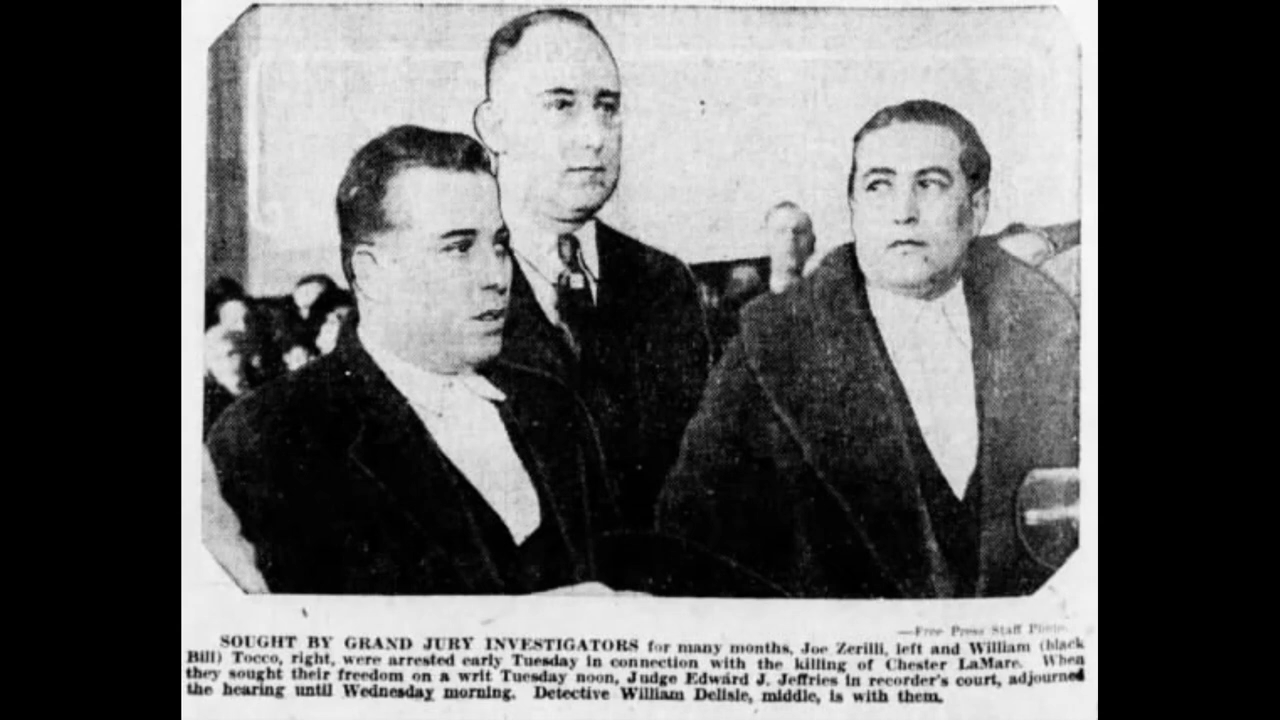 —Free Press Staff Photo.
SOUGHT BY GRAND JURY INVESTIGATORS for many months, Joe Zerilli, left and William (black
Bill) Tocco, right, were arrested early Tuesday in connection with the killing of Chester LaMare. When
they sought their freedom on a writ Tuesday noon, Judge Edward J. Jeffries in recorder's court, adjourned
the hearing until Wednesday morning. Detective William Delisle, middle, is with them.